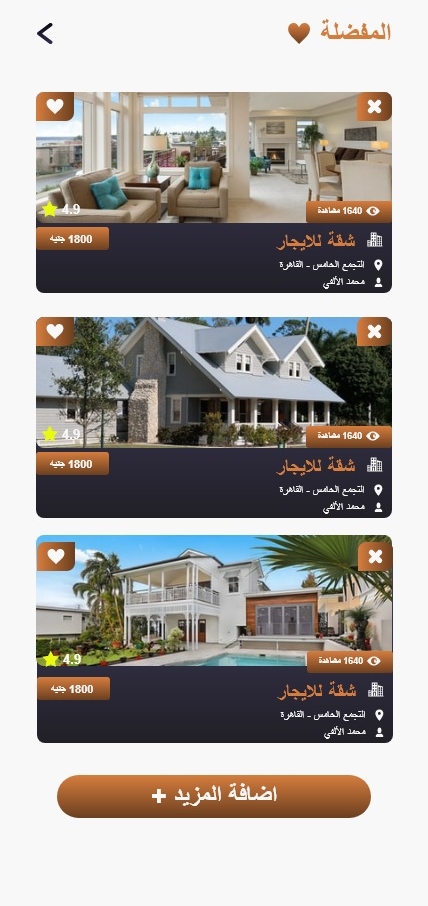 المفضلة
4.9
1640 مشاهدة
شقة للايجار
1800 جنيه
التجمع الخامس - القاهرة
محمد الألفي
4.9
1640 مشاهدة
شقة للايجار
1800 جنيه
التجمع الخامس - القاهرة
محمد الألفي
4.9
1640 مشاهدة
شقة للايجار
1800 جنيه
التجمع الخامس - القاهرة
محمد الألفي
اضافة المزيد +